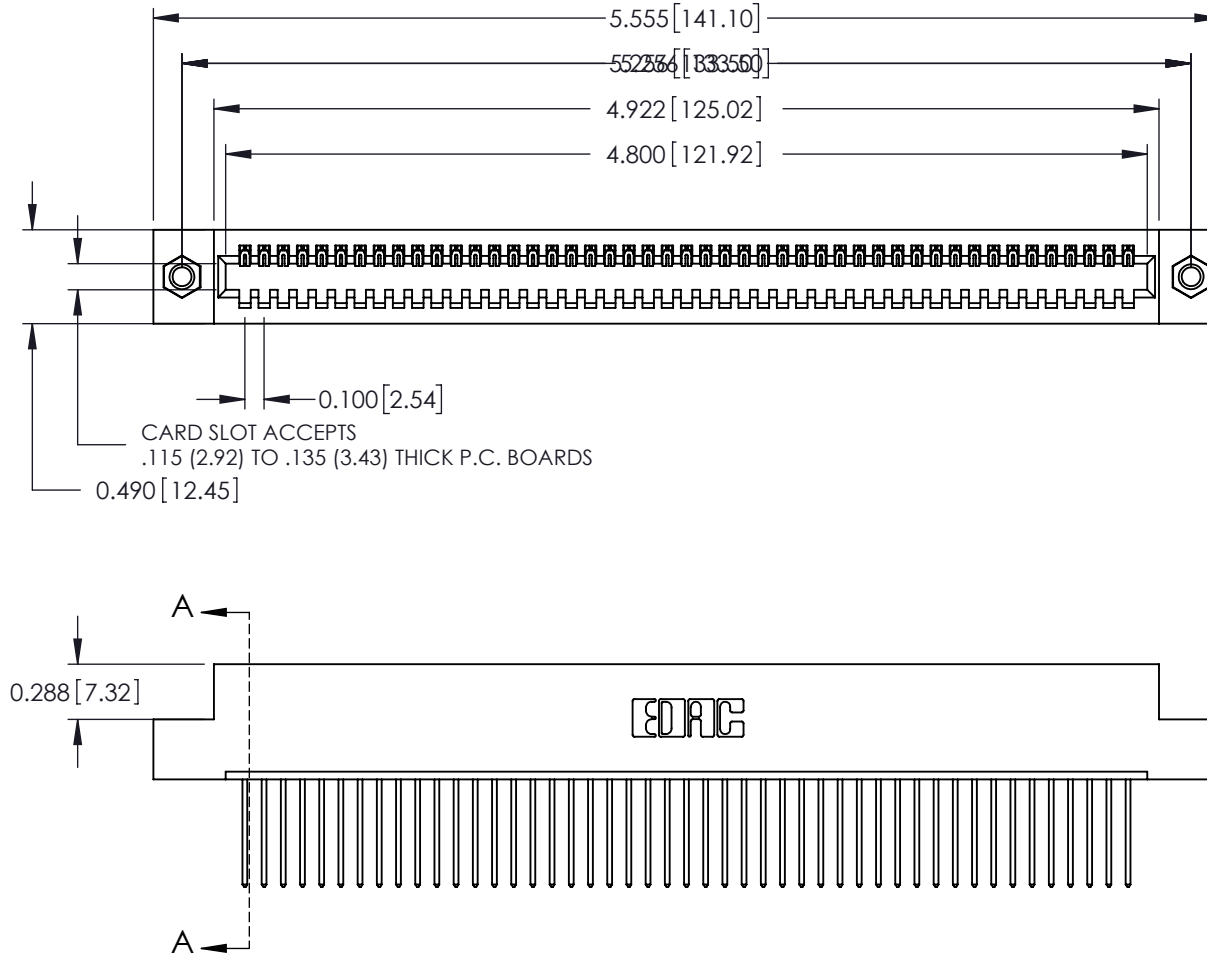 5.555[141.10]
4.922[125.02]
4.800[121.92]
0.100[2.54]
CARD SLOT ACCEPTS
.115 (2.92) TO .135 (3.43) THICK P.C. BOARDS
0.490[12.45]
A
0.288[7.32]
EDAC
A